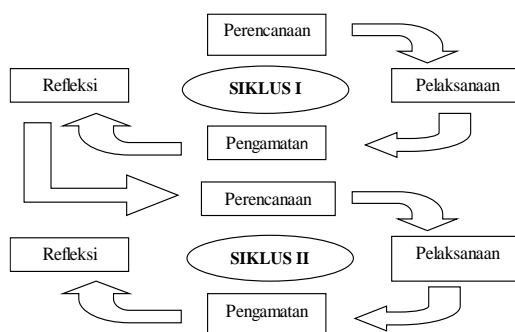 Perencanaan
Refleksi
SIKLUS I
Pelaksanaan
Pengamatan
Perencanaan
Refleksi
SIKLUS II
Pelaksanaan
Pengamatan